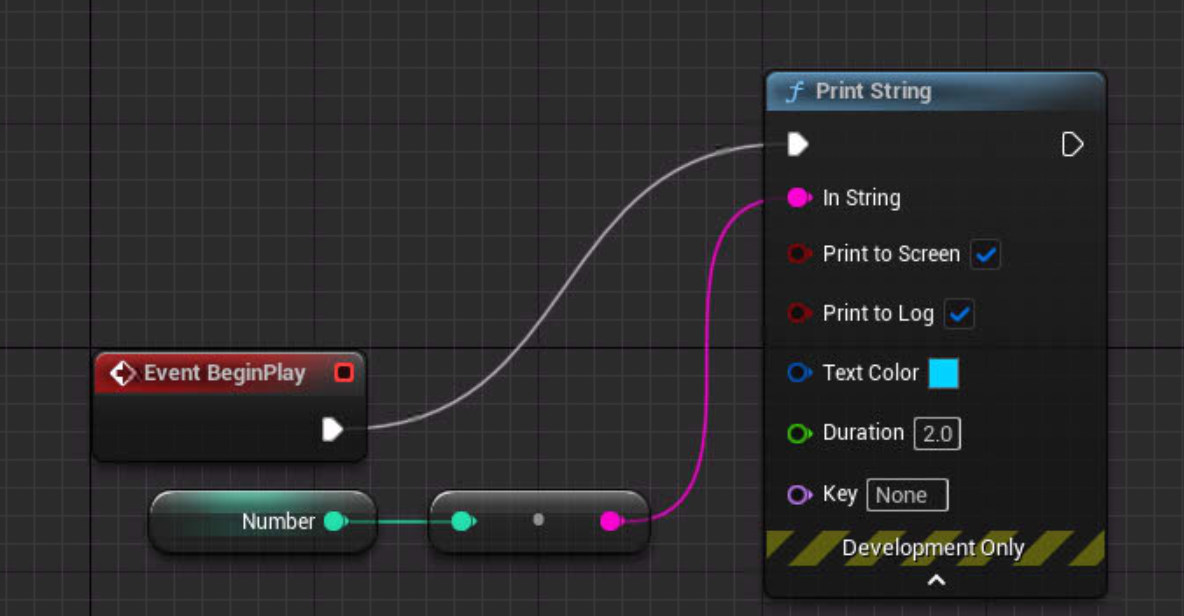 Print String
In String
Print to Screen
Print to Log
Event BeginPlay
Text Color
Duration 2.0
Key None
Number
Development Only